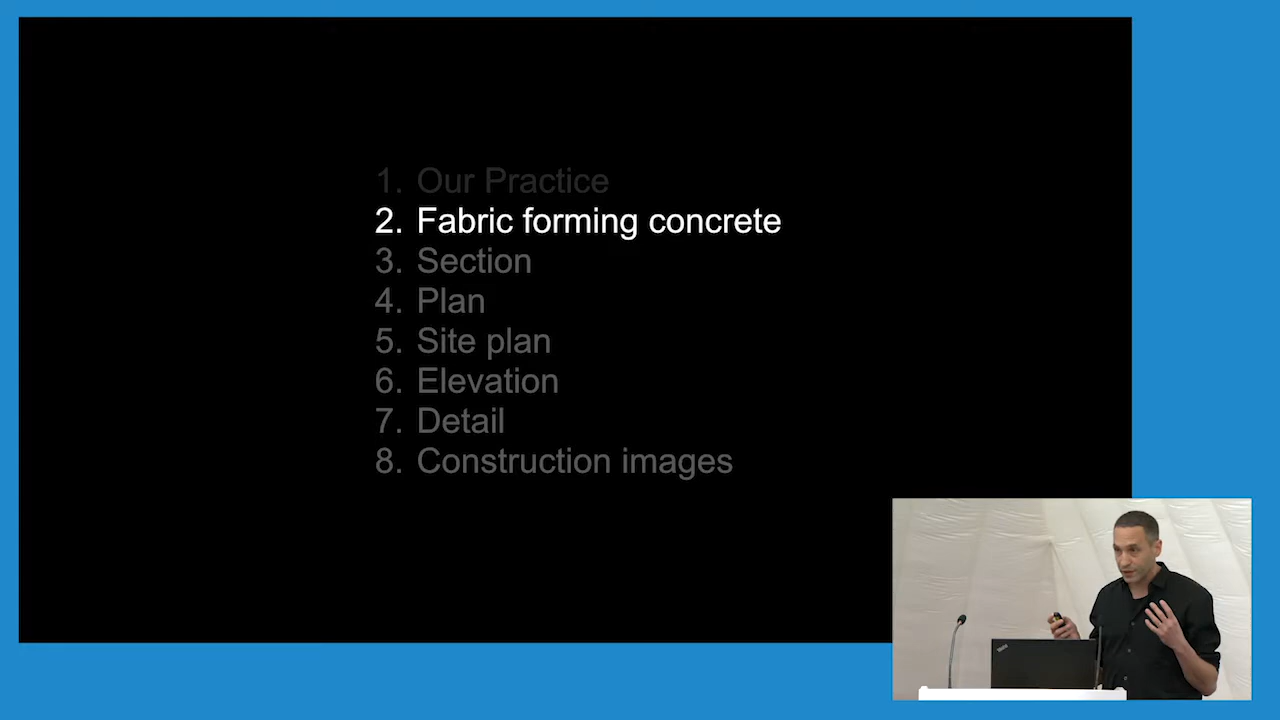 1. Our Practice
2. Fabric forming concrete
3. Section
4. Plan
5. Site plan
6. Elevation
7. Detail
8. Construction images